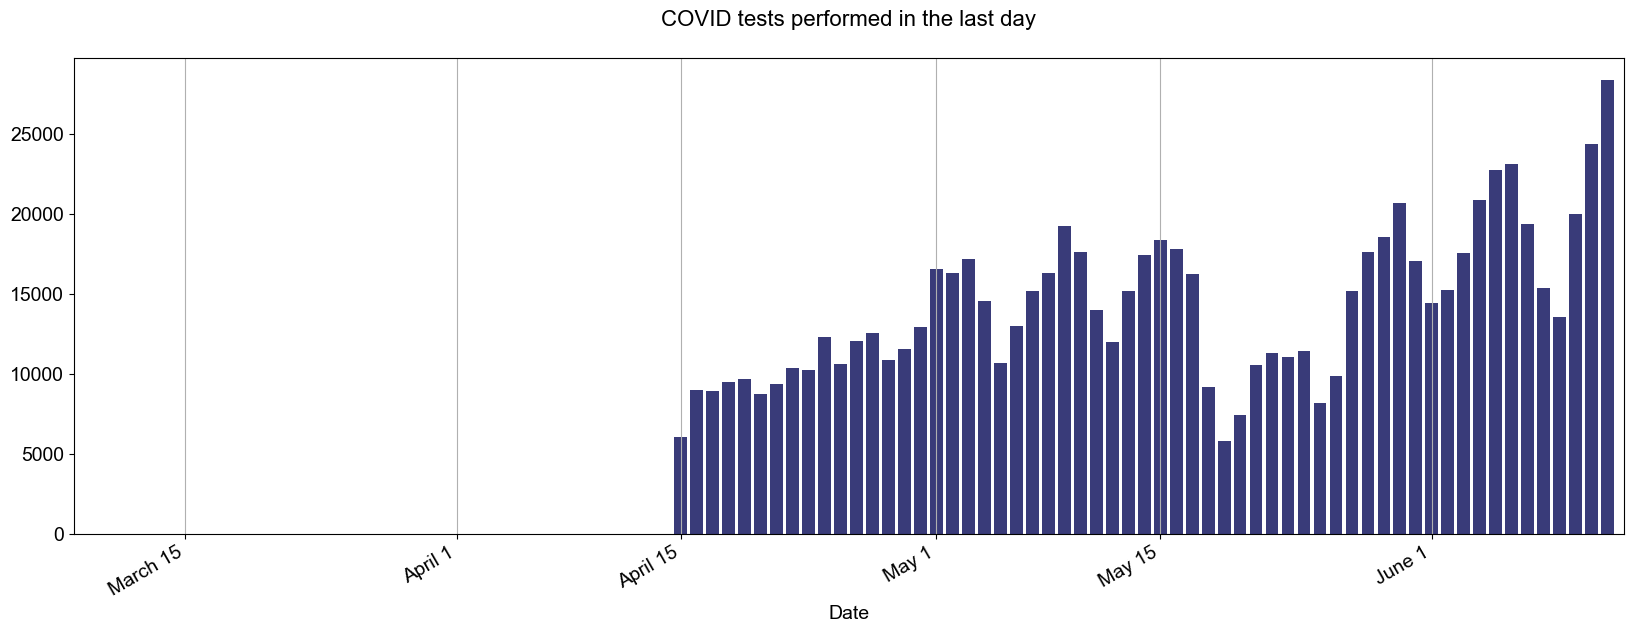 COVID tests performed in the last day
25000
20000
15000
10000
5000
0
March 15
April 1
April 15
May 1
May 15
June 1
Date